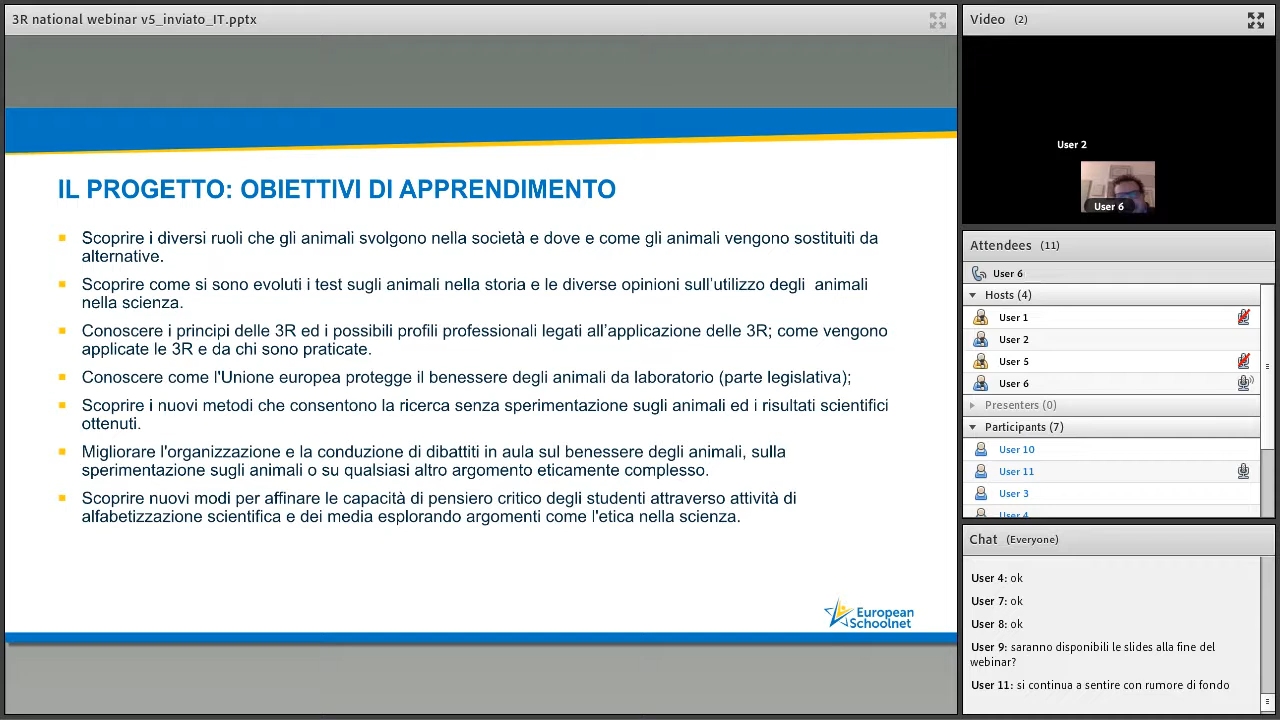 3R national webinar v5_inviato_IT.pptx
IL PROGETTO: OBIETTIVI DI APPRENDIMENTO
Scoprire i diversi ruoli che gli animali svolgono nella società e dove e come gli animali vengono sostituiti da
alternative.
Scoprire come si sono evoluti i test sugli animali nella storia e le diverse opinioni sull'utilizzo degli animali
nella scienza.
Conoscere i principi delle 3R ed i possibili profili professionali legati all'applicazione delle 3R; come vengono
applicate le 3R e da chi sono praticate.
Conoscere come l'Unione europea protegge il benessere degli animali da laboratorio (parte legislativa);
Scoprire i nuovi metodi che consentono la ricerca senza sperimentazione sugli animali ed i risultati scientifici
ottenuti.
Migliorare l'organizzazione e la conduzione di dibattiti in aula sul benessere degli animali, sulla
sperimentazione sugli animali o su qualsiasi altro argomento eticamente complesso.
Scoprire nuovi modi per affinare le capacità di pensiero critico degli studenti attraverso attività di
alfabetizzazione scientifica e dei media esplorando argomenti come l'etica nella scienza.
European
Schoolnet
Video (2)
User 2
User 6
Attendees (11)
User 6
Hosts (4)
User 1
User 2
User 5
User 6
Presenters (0)
Participants (7)
User 10
User 11
User 3
User 4
Chat (Everyone)
User 4: ok
User 7: ok
User 8: ok
User 9: saranno disponibili le slides alla fine del
webinar?
User 11: si continua a sentire con rumore di fondo